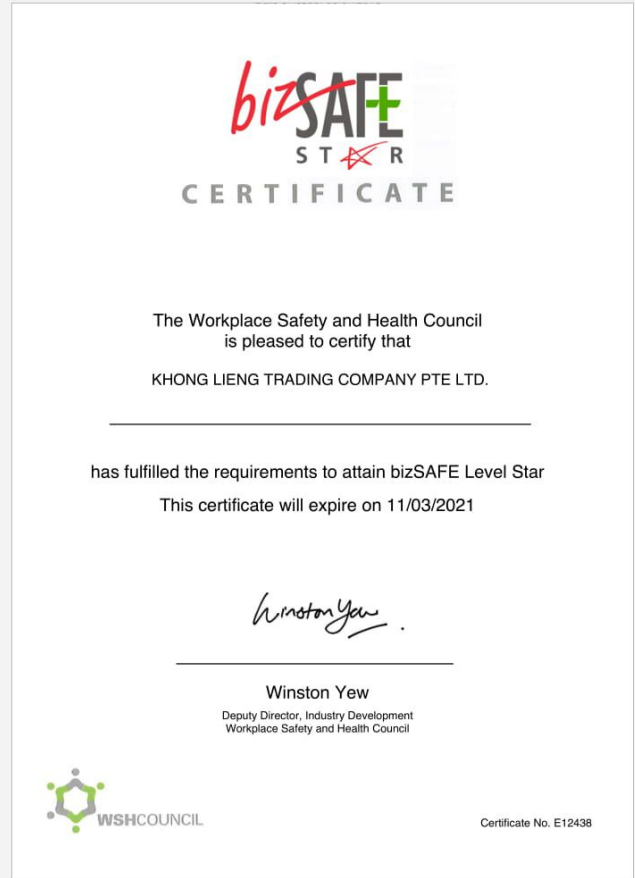 bizSAFE
STAR
CERTIFICATE
The Workplace Safety and Health Council
is pleased to certify that
KHONG LIENG TRADING COMPANY PTE LTD.
has fulfilled the requirements to attain bizSAFE Level Star
This certificate will expire on 11/03/2021
Winston Yew
Winston Yew
Deputy Director, Industry Development
Workplace Safety and Health Council
WSHCOUNCIL
Certificate No. E12438